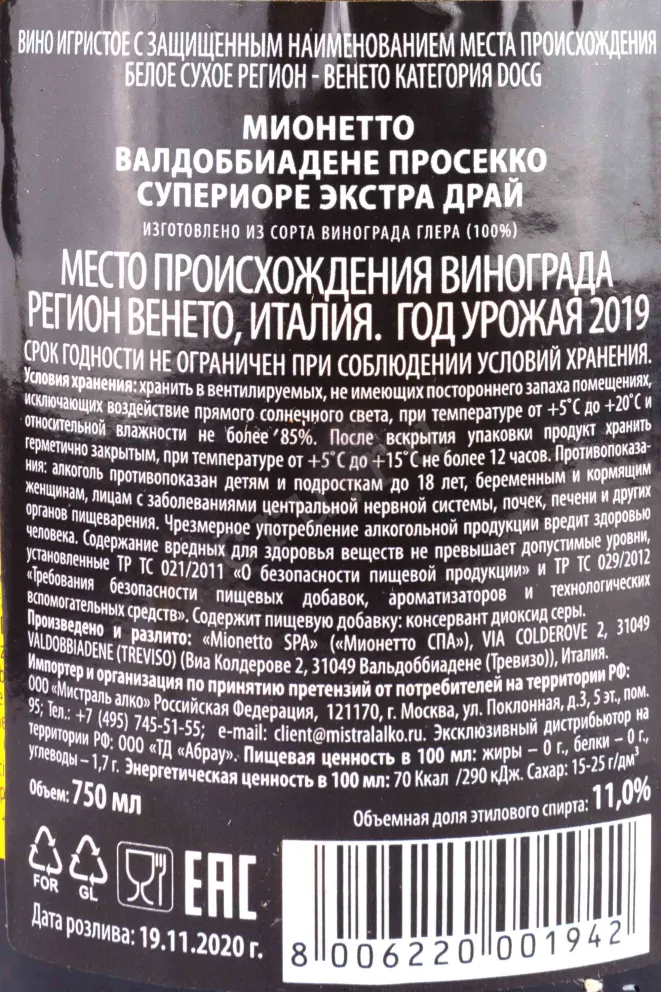 ВИНО ИГРИСТОЕ С ЗАЩИЩЕННЫМ НАИМЕНОВАНИЕМ МЕСТА ПРОИСХОЖДЕНИЯ
БЕЛОЕ СУХОЕ РЕГИОН - ВЕНЕТО КАТЕГОРИЯ DOCG
МИОНЕТТО
ВАЛДОББИАДЕНЕ ПРОСЕККО
СУПЕРИОРЕ ЭКСТРА ДРАЙ
ИЗГОТОВЛЕНО ИЗ СОРТА ВИНОГРАДА ГЛЕРА (100%)
МЕСТО ПРОИСХОЖДЕНИЯ ВИНОГРАДА
РЕГИОН ВЕНЕТО, ИТАЛИЯ. ГОД УРОЖАЯ 2019
СРОК ГОДНОСТИ НЕ ОГРАНИЧЕН ПРИ СОБЛЮДЕНИИ УСЛОВИЙ ХРАНЕНИЯ.
Условия хранения: хранить в вентилируемых, не имеющих постороннего запаха помещениях,
исключающих воздействие прямого солнечного света, при температуре от +5˚С до +20˚С и
относительной влажности не более 85%. После вскрытия упаковки продукт хранить
герметично закрытым, при температуре от +5˚С до +15˚С не более 12 часов. Противопоказа-
ния: алкоголь противопоказан детям и подросткам до 18 лет, беременным и кормящим
женщинам, лицам с заболеваниями центральной нервной системы, почек, печени и других
органов пищеварения. Чрезмерное употребление алкогольной продукции вредит здоровью
человека. Содержание вредных для здоровья веществ не превышает допустимые уровни,
установленные ТР ТС 021/2011 «О безопасности пищевой продукции» и ТР ТС 029/2012
«Требования безопасности пищевых добавок, ароматизаторов и технологических
вспомогательных средств». Содержит пищевую добавку: консервант диоксид серы.
Произведено и разлито: «Mionetto SPA» («Мионетто СПА»), VIA COLDEROVE 2, 31049
VALDOBBIADENE (TREVISO) (Виа Колдерове 2, 31049 Вальдоббиадене (Тревизо)), Италия.
Импортер и организация по принятию претензий от потребителей на территории РФ:
ООО «Мистраль алко» Российская Федерация, 121170, г. Москва, ул. Поклонная, д.3, 5 эт., пом.
95; Тел.: +7 (495) 745-51-55; e-mail: client@mistralalko.ru. Эксклюзивный дистрибьютор на
территории РФ: ООО «ТД «Абрау». Пищевая ценность в 100 мл: жиры – 0 г., белки – 0 г.,
углеводы – 1,7 г. Энергетическая ценность в 100 мл: 70 Ккал /290 кДж. Сахар: 15-25 г/дм³
Объем: 750 мл
Объемная доля этилового спирта: 11,0%
FOR GL EAC
Дата розлива: 19.11.2020 г.
8 006220 001942